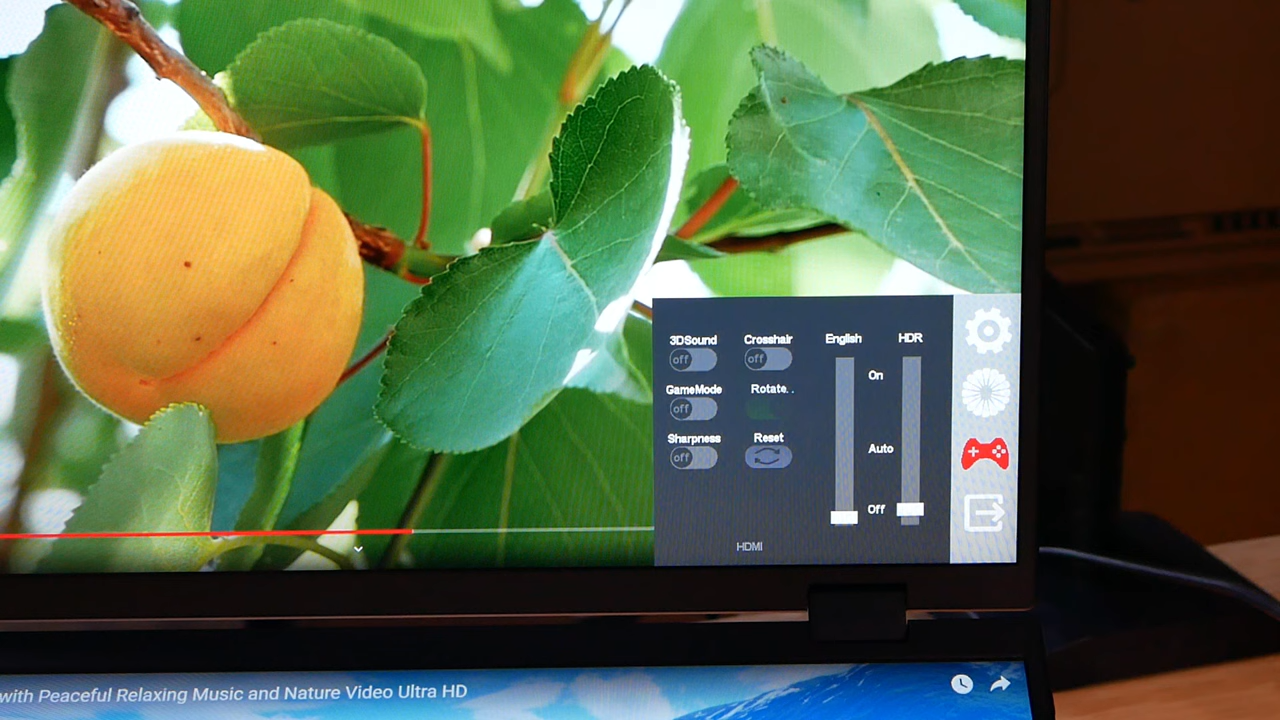 3DSound
Crosshair
English
HDR
off
off
On
GameMode
Rotate..
off
Sharpness
Reset
Auto
off
Off
HDMI
with Peaceful Relaxing Music and Nature Video Ultra HD